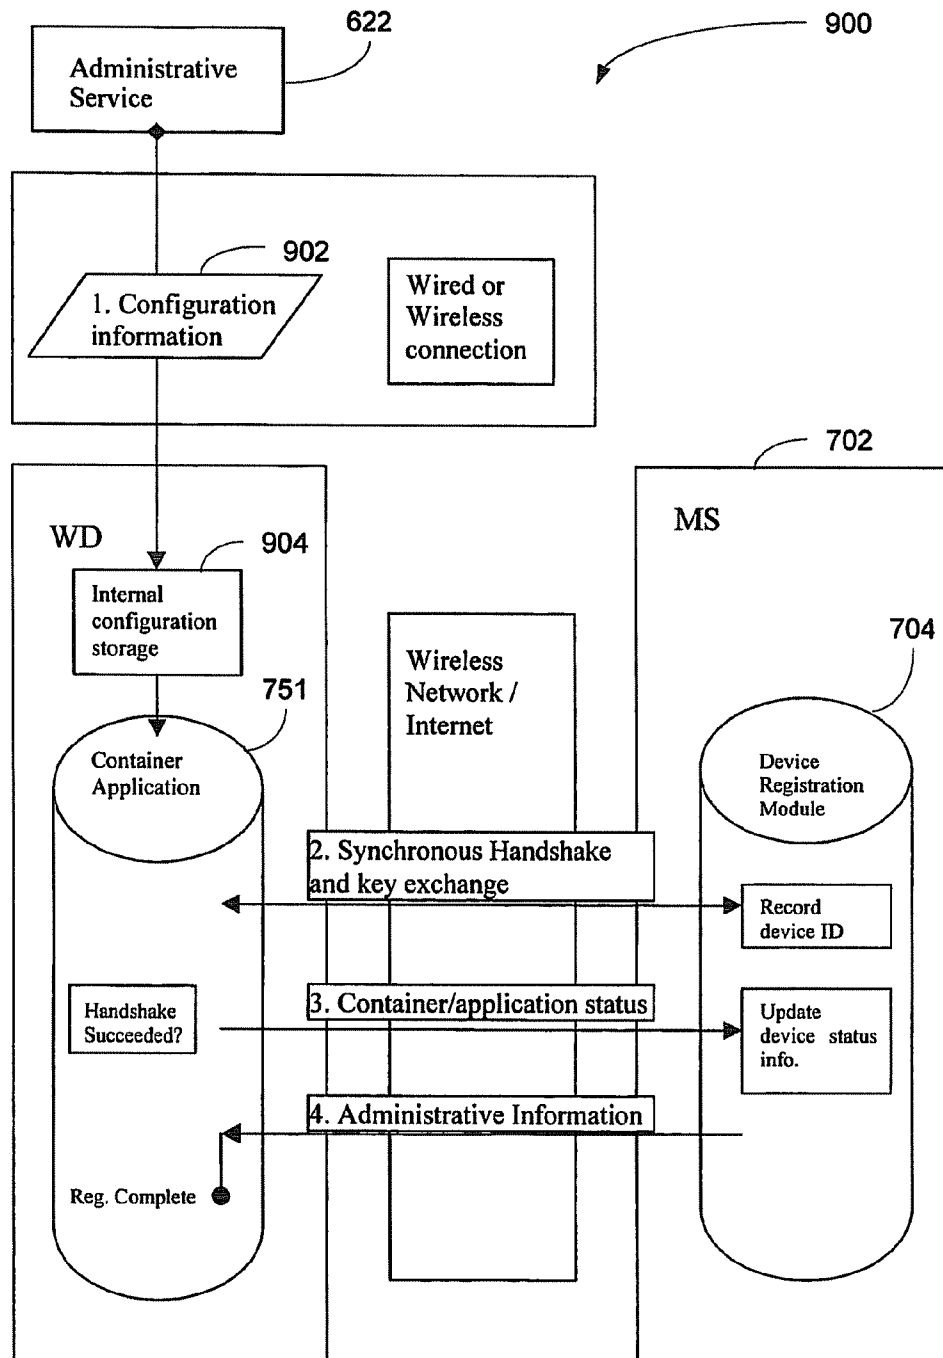 622
900
Administrative
Service
902
1. Configuration
information
Wired or
Wireless
connection
702
WD
MS
904
Internal
configuration
storage
704
Wireless
Network /
Internet
751
Container
Application
Device
Registration
Module
2. Synchronous Handshake
and key exchange
Record
device ID
3. Container/application status
Handshake
Succeeded?
Update
device status
info.
4. Administrative Information
Reg. Complete